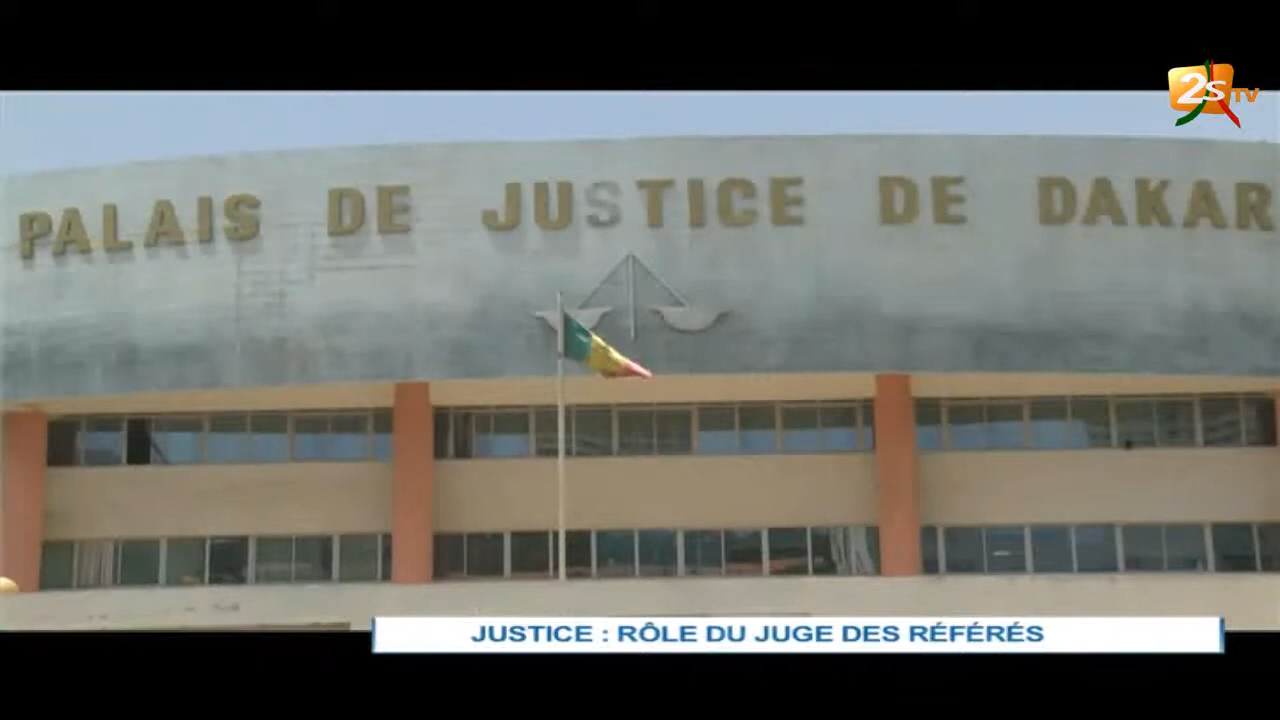 2STV
PALAIS DE JUSTICE DE DAKAR
JUSTICE : RÔLE DU JUGE DES RÉFÉRÉS